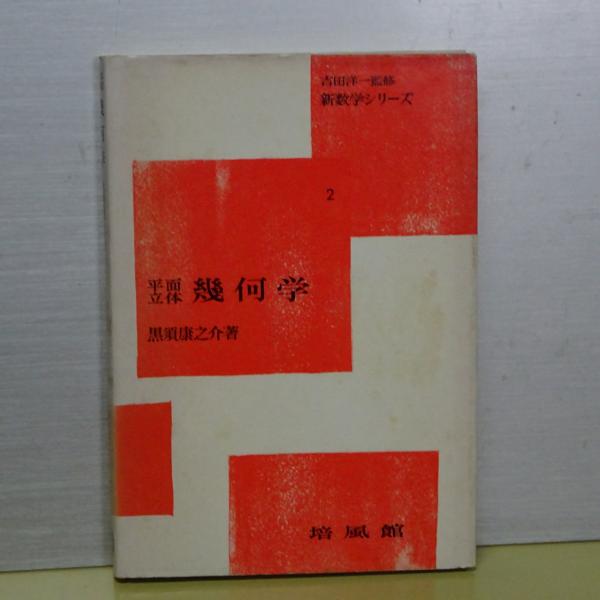 吉田洋一監修
新数学シリーズ
2
平面
立体 幾何学
黒須康之介著
培風館